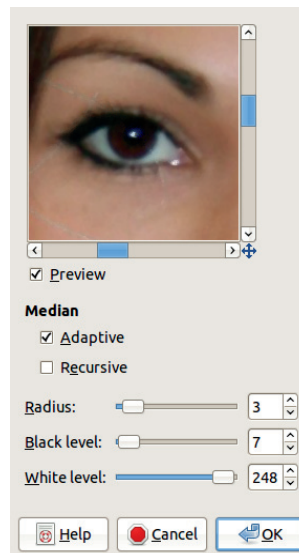 Preview
Median
Adaptive
Recursive
Radius: 3
Black level: 7
White level: 248
Help Cancel OK